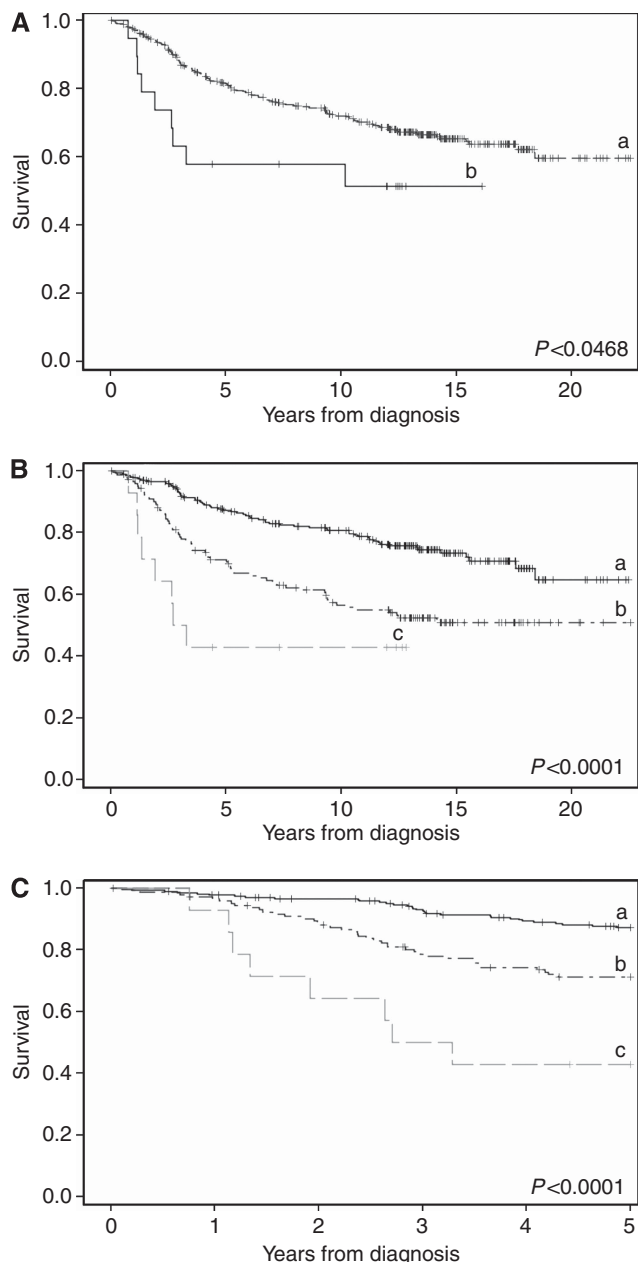 A
1.0
0.8
0.6
0.4
0.2
0.0
Survival
a
b
P<0.0468
0 5 10 15 20
Years from diagnosis
B
1.0
0.8
0.6
0.4
0.2
0.0
Survival
a
b
c
P<0.0001
0 5 10 15 20
Years from diagnosis
C
1.0
0.8
0.6
0.4
0.2
0.0
Survival
a
b
c
P<0.0001
0 1 2 3 4 5
Years from diagnosis